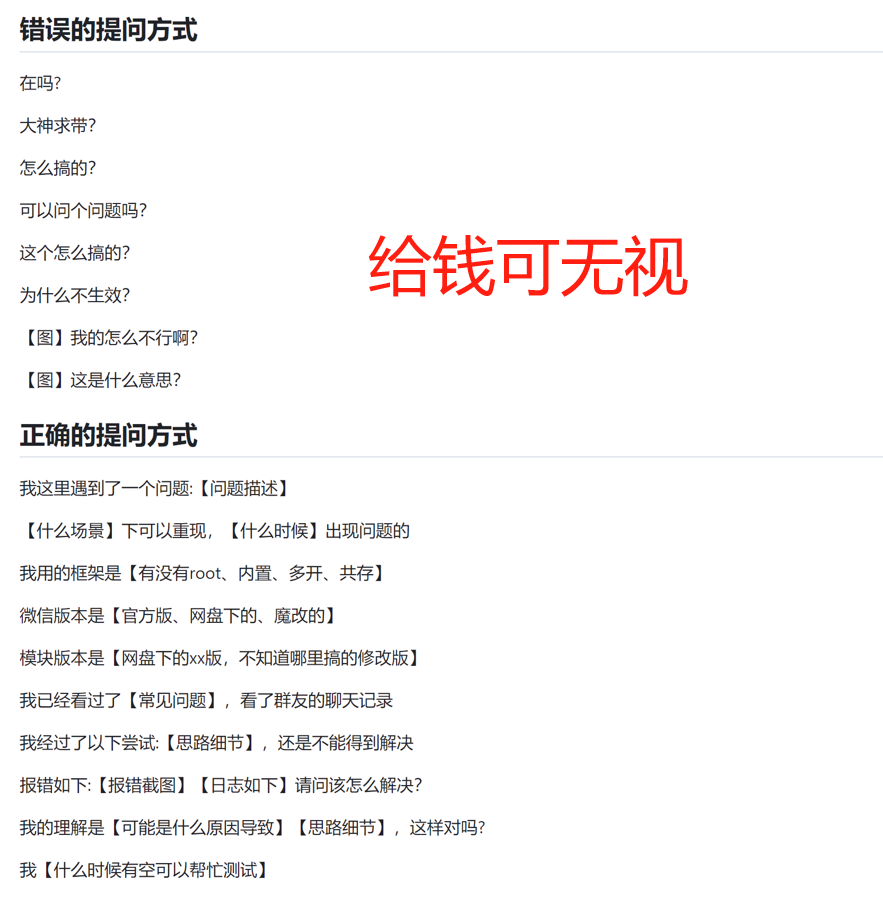 错误的提问方式
在吗?
大神求带?
怎么搞的?
可以问个问题吗?
这个怎么搞的?
给钱可无视
为什么不生效?
【图】我的怎么不行啊?
【图】这是什么意思?
正确的提问方式
我这里遇到了一个问题:【问题描述】
【什么场景】下可以重现，【什么时候】出现问题的
我用的框架是【有没有root、内置、多开、共存】
微信版本是【官方版、网盘下的、魔改的】
模块版本是【网盘下的xx版，不知道哪里搞的修改版】
我已经看过了【常见问题】，看了群友的聊天记录
我经过了以下尝试:【思路细节】，还是不能得到解决
报错如下:【报错截图】【日志如下】请问该怎么解决?
我的理解是【可能是什么原因导致】【思路细节】，这样对吗?
我【什么时候有空可以帮忙测试】